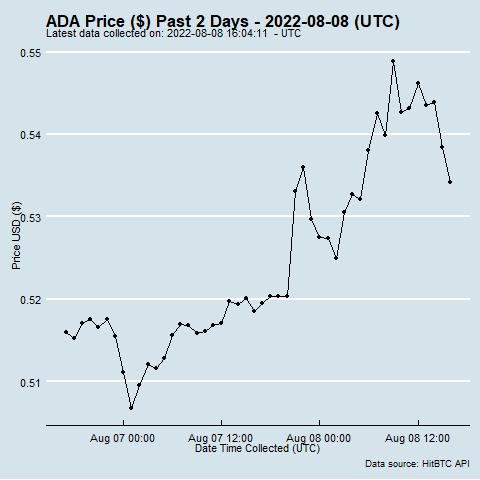 ADA Price ($) Past 2 Days - 2022-08-08 (UTC)
Latest data collected on: 2022-08-08 16:04:11 - UTC
0.55
0.54
0.53
0.52
0.51
Price USD ($)
Aug 07 00:00 Aug 07 12:00 Aug 08 00:00 Aug 08 12:00
Date Time Collected (UTC)
Data source: HitBTC API